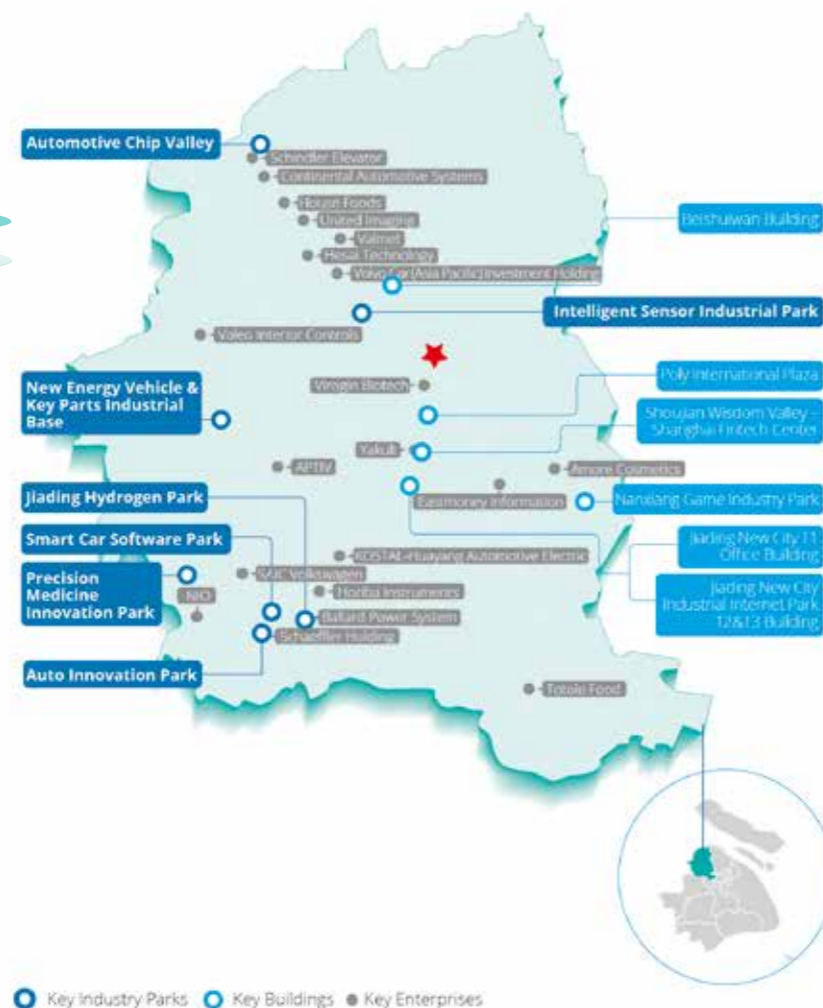 Automotive Chip Valley
Schindler Elevator
Continental Automotive Systems
House Foods
United Imaging
Valmet
Hesai Technology
Volvo Car (Asia Pacific) Investment Holding
Beishuiwan Building
Intelligent Sensor Industrial Park
Valeo Interior Controls
Virogin Biotech
Poly International Plaza
New Energy Vehicle &
Key Parts Industrial
Base
Shoujian Wisdom Valley –
Shanghai Fintech Center
Yakult
APTIV
Amore Cosmetics
Eastmoney Information
Nanxiang Game Industry Park
Jiading Hydrogen Park
Smart Car Software Park
Jiading New City T1
Office Building
KOSTAL-Huayang Automotive Electric
Precision
Medicine
Innovation Park
SAIC Volkswagen
NIO
Horiba Instruments
Jiading New City
Industrial Internet Park
12&13 Building
Ballard Power System
Schaeffler Holding
Auto Innovation Park
Totole Food
Key Industry Parks
Key Buildings
Key Enterprises